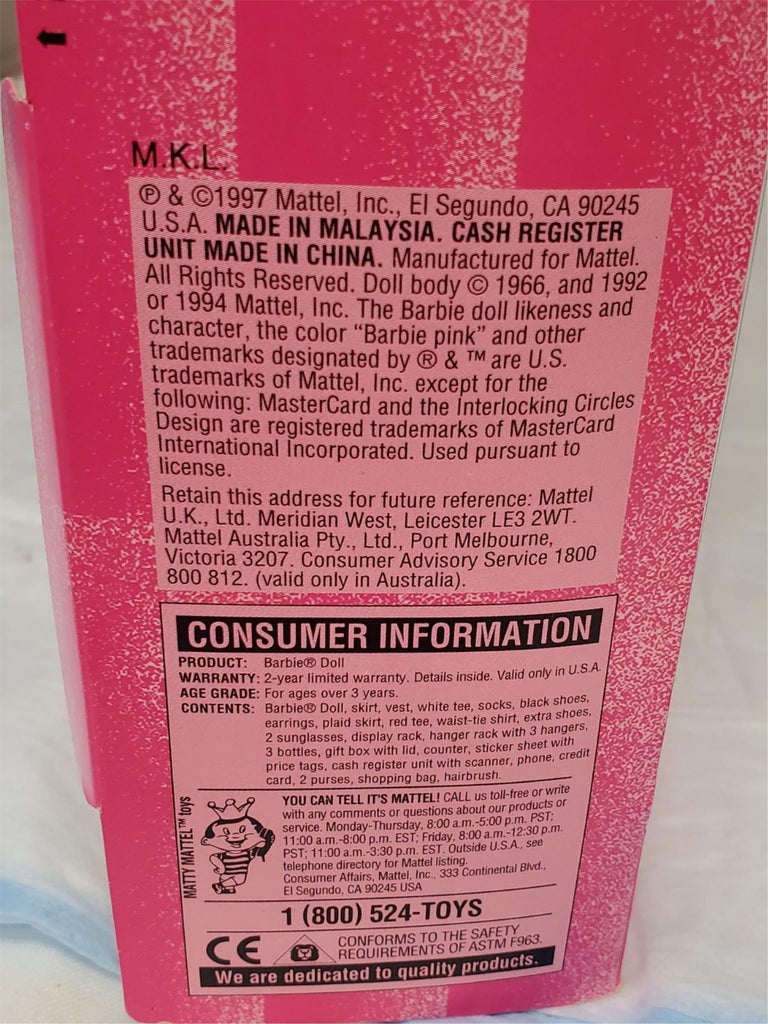 M.K.L.
℗ & ©1997 Mattel, Inc., El Segundo, CA 90245
U.S.A. MADE IN MALAYSIA. CASH REGISTER
UNIT MADE IN CHINA. Manufactured for Mattel.
All Rights Reserved. Doll body © 1966, and 1992
or 1994 Mattel, Inc. The Barbie doll likeness and
character, the color “Barbie pink” and other
trademarks designated by ® & ™ are U.S.
trademarks of Mattel, Inc. except for the
following: MasterCard and the Interlocking Circles
Design are registered trademarks of MasterCard
International Incorporated. Used pursuant to
license.
Retain this address for future reference: Mattel
U.K., Ltd. Meridian West, Leicester LE3 2WT.
Mattel Australia Pty., Ltd., Port Melbourne,
Victoria 3207. Consumer Advisory Service 1800
800 812. (valid only in Australia).
CONSUMER INFORMATION
PRODUCT: Barbie® Doll
WARRANTY: 2-year limited warranty. Details inside. Valid only in U.S.A.
AGE GRADE: For ages over 3 years.
CONTENTS: Barbie® Doll, skirt, vest, white tee, socks, black shoes,
earrings, plaid skirt, red tee, waist-tie shirt, extra shoes,
2 sunglasses, display rack, hanger rack with 3 hangers,
3 bottles, gift box with lid, counter, sticker sheet with
price tags, cash register unit with scanner, phone, credit
card, 2 purses, shopping bag, hairbrush.
MATTY MATTEL™ toys
YOU CAN TELL IT'S MATTEL! CALL us toll-free or write
with any comments or questions about our products or
service. Monday-Thursday, 8:00 a.m.-5:00 p.m. PST;
11:00 a.m.-8:00 p.m. EST; Friday, 8:00 a.m.-12:30 p.m.
PST; 11:00 a.m.-3:30 p.m. EST. Outside U.S.A., see
telephone directory for Mattel listing.
Consumer Affairs, Mattel, Inc., 333 Continental Blvd.,
El Segundo, CA 90245 USA
1 (800) 524-TOYS
CE
CONFORMS TO THE SAFETY
REQUIREMENTS OF ASTM F963.
We are dedicated to quality products.